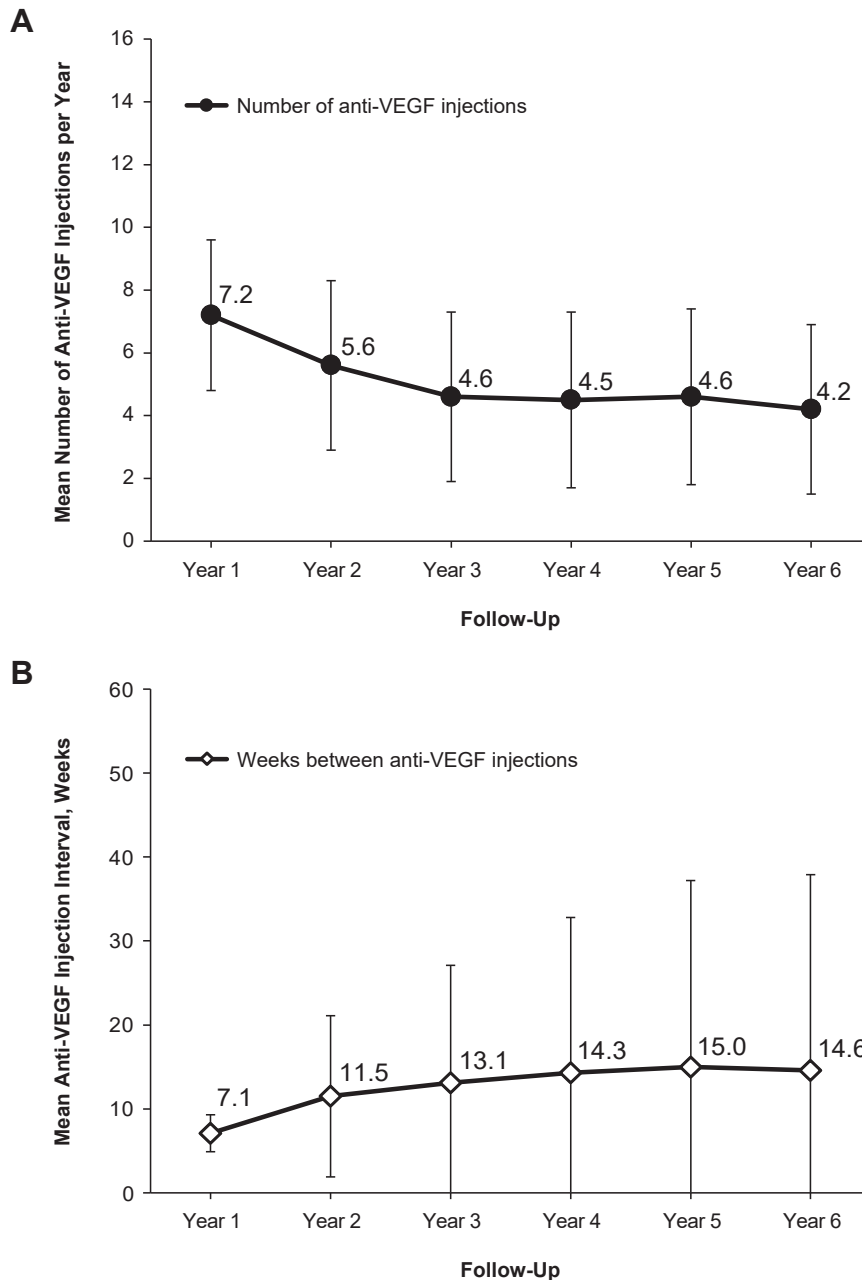 A
Mean Number of Anti-VEGF Injections per Year
16
14
12
10
8
6
4
2
0
Number of anti-VEGF injections
7.2
5.6
4.6
4.5
4.6
4.2
Year 1 Year 2 Year 3 Year 4 Year 5 Year 6
Follow-Up
B
Mean Anti-VEGF Injection Interval, Weeks
60
50
40
30
20
10
0
Weeks between anti-VEGF injections
7.1
11.5
13.1
14.3
15.0
14.6
Year 1 Year 2 Year 3 Year 4 Year 5 Year 6
Follow-Up